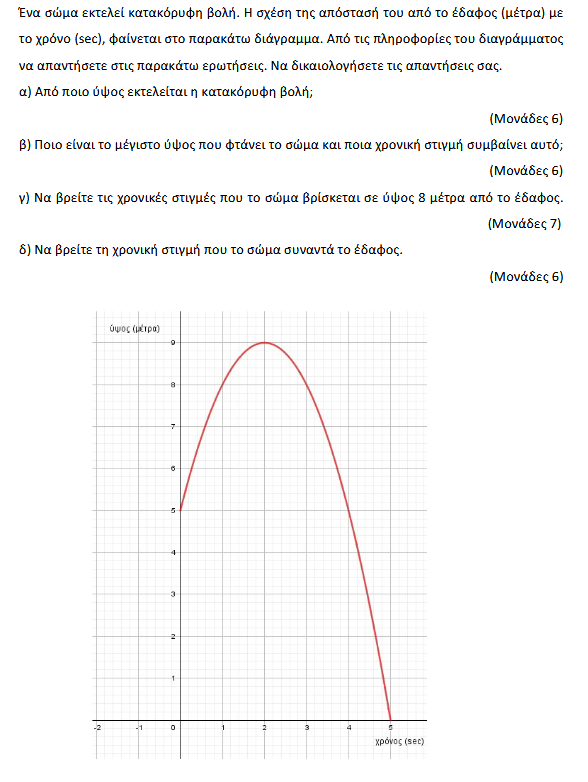 Ένα σώμα εκτελεί κατακόρυφη βολή. Η σχέση της απόστασή του από το έδαφος (μέτρα) με
το χρόνο (sec), φαίνεται στο παρακάτω διάγραμμα. Από τις πληροφορίες του διαγράμματος
να απαντήσετε στις παρακάτω ερωτήσεις. Να δικαιολογήσετε τις απαντήσεις σας.
α) Από ποιο ύψος εκτελείται η κατακόρυφη βολή;
(Μονάδες 6)
β) Ποιο είναι το μέγιστο ύψος που φτάνει το σώμα και ποια χρονική στιγμή συμβαίνει αυτό;
(Μονάδες 6)
γ) Να βρείτε τις χρονικές στιγμές που το σώμα βρίσκεται σε ύψος 8 μέτρα από το έδαφος.
(Μονάδες 7)
δ) Να βρείτε τη χρονική στιγμή που το σώμα συναντά το έδαφος.
(Μονάδες 6)
ύψος (μέτρα)
9
8
7
6
5
4
3
2
1
-2 -1 0 1 2 3 4 5
χρόνος (sec)